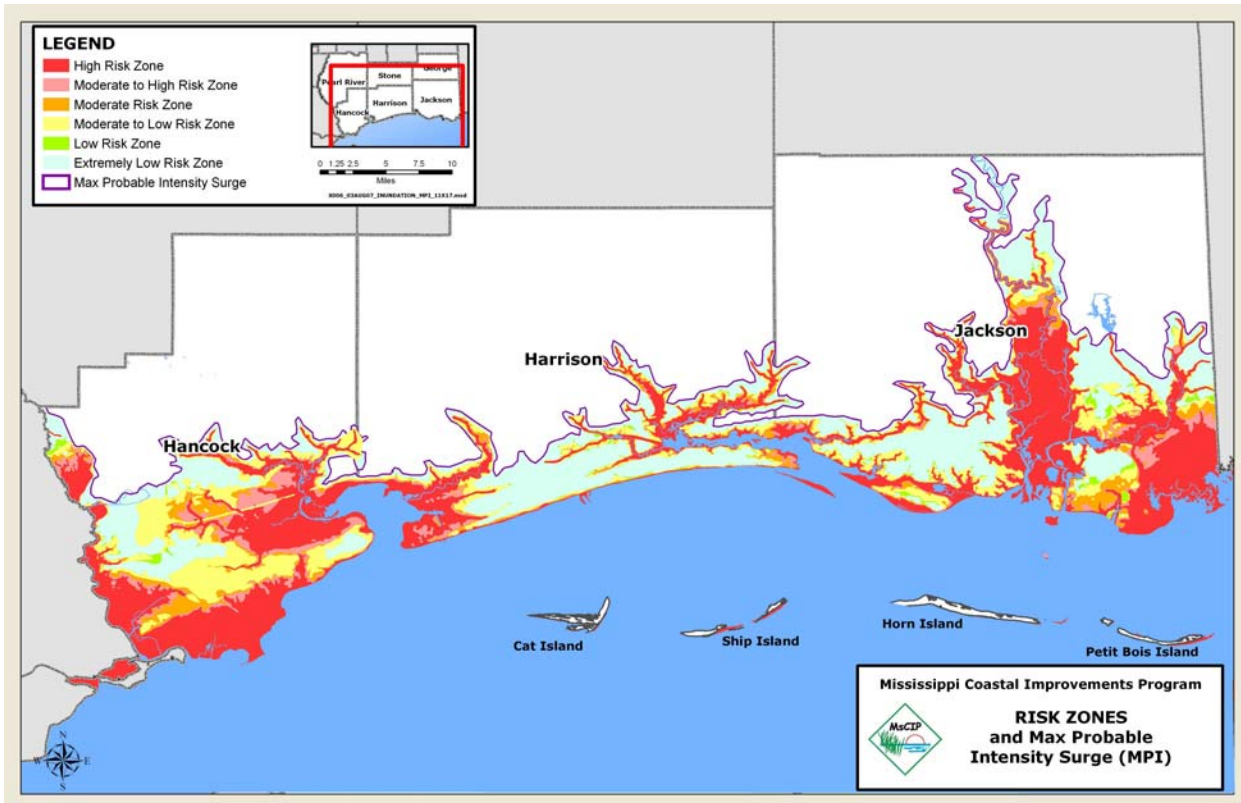 LEGEND
High Risk Zone
Moderate to High Risk Zone
Moderate Risk Zone
Moderate to Low Risk Zone
Low Risk Zone
Extremely Low Risk Zone
Max Probable Intensity Surge
Pearl River
Stone
George
Hancock
Harrison
Jackson
0 1.25 2.5 5 7.5 10
Miles
Jackson
Harrison
Hancock
Cat Island
Ship Island
Horn Island
Petit Bois Island
N
W E
S
Mississippi Coastal Improvements Program
MsCIP
RISK ZONES
and Max Probable
Intensity Surge (MPI)